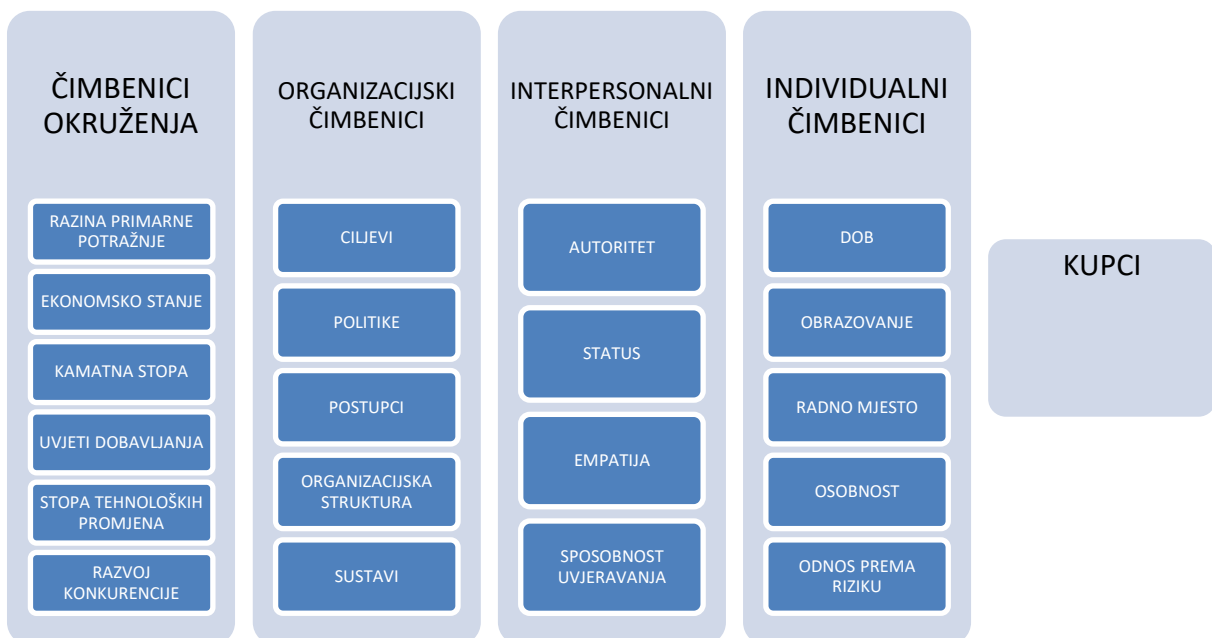 ČIMBENICI
OKRUŽENJA
RAZINA PRIMARNE
POTRAŽNJE
EKONOMSKO STANJE
KAMATNA STOPA
UVJETI DOBAVLJANJA
STOPA TEHNOLOŠKIH
PROMJENA
RAZVOJ
KONKURENCIJE
ORGANIZACIJSKI
ČIMBENICI
CILJEVI
POLITIKE
POSTUPCI
ORGANIZACIJSKA
STRUKTURA
SUSTAVI
INTERPERSONALNI
ČIMBENICI
AUTORITET
STATUS
EMPATIJA
SPOSOBNOST
UVJERAVANJA
INDIVIDUALNI
ČIMBENICI
DOB
OBRAZOVANJE
RADNO MJESTO
OSOBNOST
ODNOS PREMA
RIZIKU
KUPCI